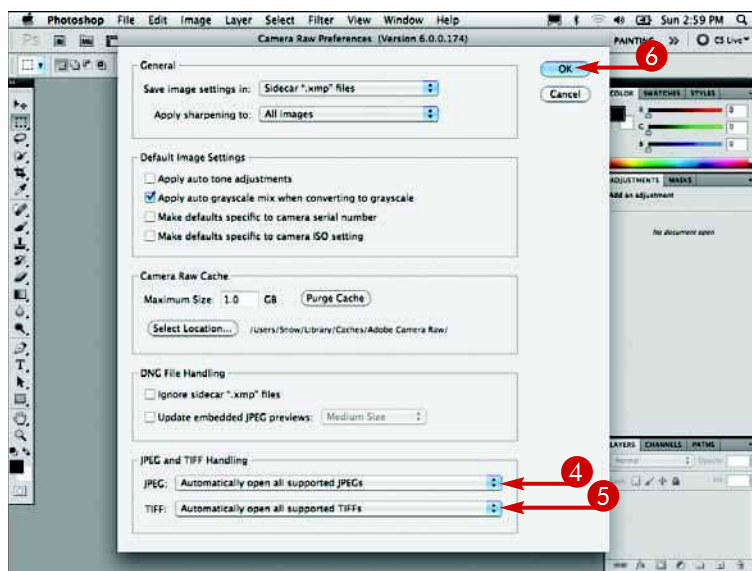 Photoshop File Edit Image Layer Select Filter View Window Help Sun 2:59 PM
Camera Raw Preferences (Version 6.0.0.174)
PAINTING >> CS Live
6
OK
Cancel
General
Save image settings in: Sidecar ".xmp" files
Apply sharpening to: All images
COLOR SWATCHES STYLES
Default Image Settings
Apply auto tone adjustments
Apply auto grayscale mix when converting to grayscale
Make defaults specific to camera serial number
Make defaults specific to camera ISO setting
ADJUSTMENTS MASKS
Add an adjustment
No document open
Camera Raw Cache
Maximum Size: 1.0 GB Purge Cache
Select Location... /Users/Snow/Library/Caches/Adobe Camera Raw/
DNG File Handling
Ignore sidecar ".xmp" files
Update embedded JPEG previews: Medium Size
JPEG and TIFF Handling
JPEG: Automatically open all supported JPEGs
4
TIFF: Automatically open all supported TIFFs
5
LAYERS CHANNELS PATHS
Normal